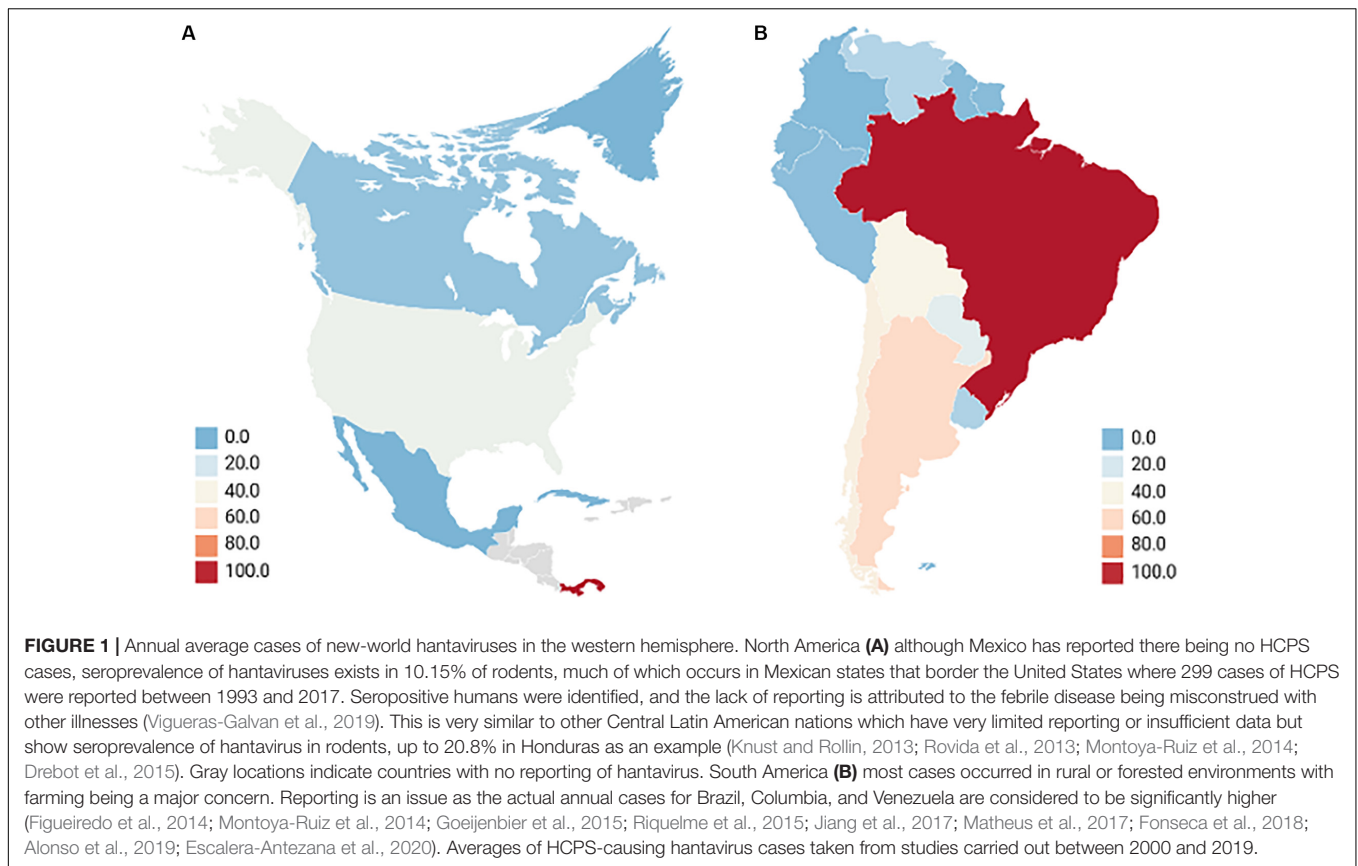 A
B
0.0
20.0
40.0
60.0
80.0
100.0
0.0
20.0
40.0
60.0
80.0
100.0
FIGURE 1 | Annual average cases of new-world hantaviruses in the western hemisphere. North America (A) although Mexico has reported there being no HCPS
cases, seroprevalence of hantaviruses exists in 10.15% of rodents, much of which occurs in Mexican states that border the United States where 299 cases of HCPS
were reported between 1993 and 2017. Seropositive humans were identified, and the lack of reporting is attributed to the febrile disease being misconstrued with
other illnesses (Vigueras-Galvan et al., 2019). This is very similar to other Central Latin American nations which have very limited reporting or insufficient data but
show seroprevalence of hantavirus in rodents, up to 20.8% in Honduras as an example (Knust and Rollin, 2013; Rovida et al., 2013; Montoya-Ruiz et al., 2014;
Drebot et al., 2015). Gray locations indicate countries with no reporting of hantavirus. South America (B) most cases occurred in rural or forested environments with
farming being a major concern. Reporting is an issue as the actual annual cases for Brazil, Columbia, and Venezuela are considered to be significantly higher
(Figueiredo et al., 2014; Montoya-Ruiz et al., 2014; Goeijenbier et al., 2015; Riquelme et al., 2015; Jiang et al., 2017; Matheus et al., 2017; Fonseca et al., 2018;
Alonso et al., 2019; Escalera-Antezana et al., 2020). Averages of HCPS-causing hantavirus cases taken from studies carried out between 2000 and 2019.